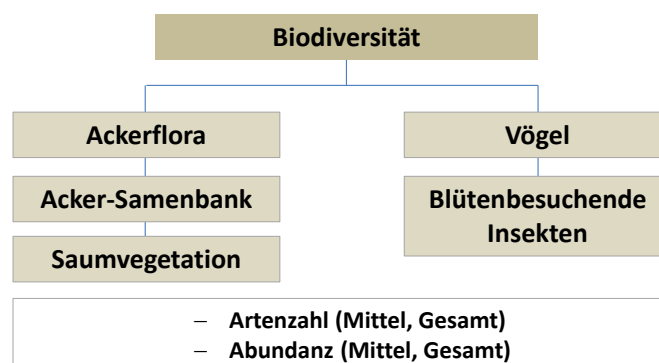 Biodiversität
Ackerflora
Acker-Samenbank
Saumvegetation
Vögel
Blütenbesuchende
Insekten
– Artenzahl (Mittel, Gesamt)
– Abundanz (Mittel, Gesamt)